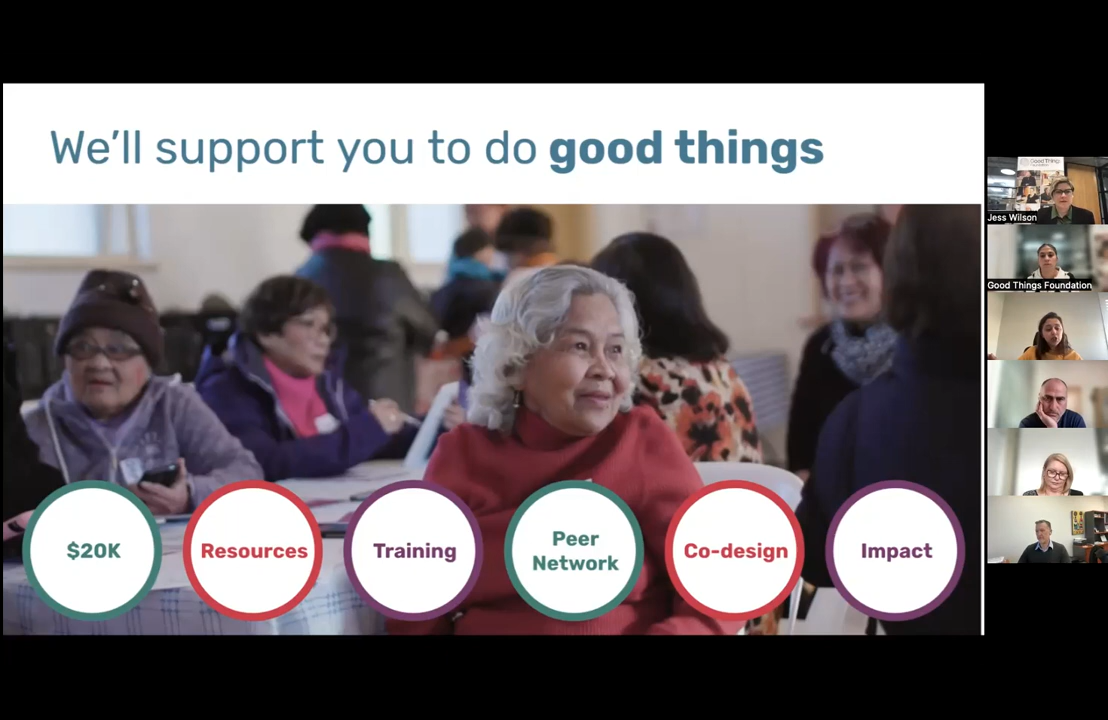 We'll support you to do good things
$20K
Resources
Training
Peer
Network
Co-design
Impact
Jess Wilson
Good Things Foundation